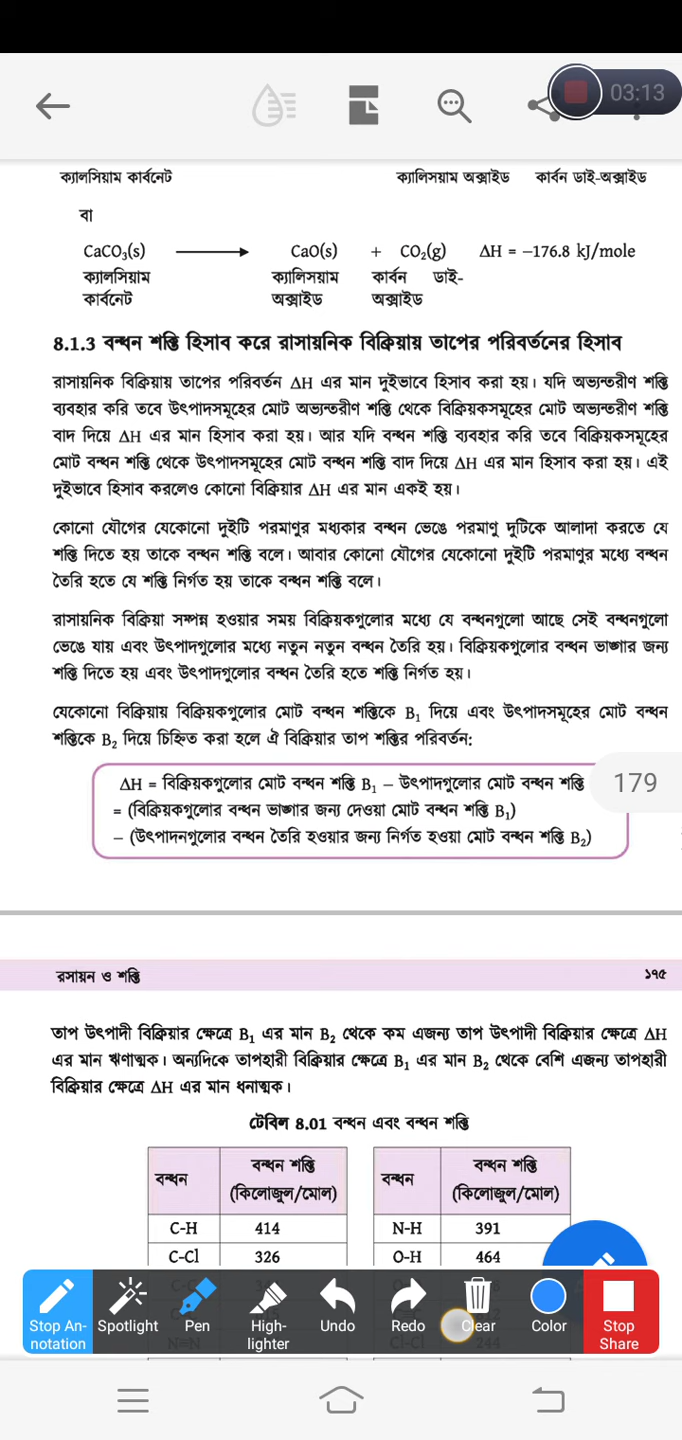 03:13
ক্যালসিয়াম কার্বনেট ক্যালিসয়াম অক্সাইড কার্বন ডাই-অক্সাইড
বা
CaCO₃(s) ⟶ CaO(s) + CO₂(g) ΔH = −176.8 kJ/mole
ক্যালসিয়াম ক্যালিসয়াম কার্বন ডাই-
কার্বনেট অক্সাইড অক্সাইড
8.1.3 বন্ধন শক্তি হিসাব করে রাসায়নিক বিক্রিয়ায় তাপের পরিবর্তনের হিসাব
রাসায়নিক বিক্রিয়ায় তাপের পরিবর্তন ΔH এর মান দুইভাবে হিসাব করা হয়। যদি অভ্যন্তরীণ শক্তি
ব্যবহার করি তবে উৎপাদসমূহের মোট অভ্যন্তরীণ শক্তি থেকে বিক্রিয়কসমূহের মোট অভ্যন্তরীণ শক্তি
বাদ দিয়ে ΔH এর মান হিসাব করা হয়। আর যদি বন্ধন শক্তি ব্যবহার করি তবে বিক্রিয়কসমূহের
মোট বন্ধন শক্তি থেকে উৎপাদসমূহের মোট বন্ধন শক্তি বাদ দিয়ে ΔH এর মান হিসাব করা হয়। এই
দুইভাবে হিসাব করলেও কোনো বিক্রিয়ার ΔH এর মান একই হয়।
কোনো যৌগের যেকোনো দুইটি পরমাণুর মধ্যকার বন্ধন ভেঙে পরমাণু দুটিকে আলাদা করতে যে
শক্তি দিতে হয় তাকে বন্ধন শক্তি বলে। আবার কোনো যৌগের যেকোনো দুইটি পরমাণুর মধ্যে বন্ধন
তৈরি হতে যে শক্তি নির্গত হয় তাকে বন্ধন শক্তি বলে।
রাসায়নিক বিক্রিয়া সম্পন্ন হওয়ার সময় বিক্রিয়কগুলোর মধ্যে যে বন্ধনগুলো আছে সেই বন্ধনগুলো
ভেঙে যায় এবং উৎপাদগুলোর মধ্যে নতুন নতুন বন্ধন তৈরি হয়। বিক্রিয়কগুলোর বন্ধন ভাঙ্গার জন্য
শক্তি দিতে হয় এবং উৎপাদগুলোর বন্ধন তৈরি হতে শক্তি নির্গত হয়।
যেকোনো বিক্রিয়ায় বিক্রিয়কগুলোর মোট বন্ধন শক্তিকে B₁ দিয়ে এবং উৎপাদসমূহের মোট বন্ধন
শক্তিকে B₂ দিয়ে চিহ্নিত করা হলে ঐ বিক্রিয়ার তাপ শক্তির পরিবর্তন:
ΔH = বিক্রিয়কগুলোর মোট বন্ধন শক্তি B₁ − উৎপাদগুলোর মোট বন্ধন শক্তি
179
= (বিক্রিয়কগুলোর বন্ধন ভাঙ্গার জন্য দেওয়া মোট বন্ধন শক্তি B₁)
− (উৎপাদনগুলোর বন্ধন তৈরি হওয়ার জন্য নির্গত হওয়া মোট বন্ধন শক্তি B₂)
রসায়ন ও শক্তি ১৭৫
তাপ উৎপাদী বিক্রিয়ার ক্ষেত্রে B₁ এর মান B₂ থেকে কম এজন্য তাপ উৎপাদী বিক্রিয়ার ক্ষেত্রে ΔH
এর মান ঋণাত্মক। অন্যদিকে তাপহারী বিক্রিয়ার ক্ষেত্রে B₁ এর মান B₂ থেকে বেশি এজন্য তাপহারী
বিক্রিয়ার ক্ষেত্রে ΔH এর মান ধনাত্মক।
টেবিল 8.01 বন্ধন এবং বন্ধন শক্তি
বন্ধন বন্ধন শক্তি (কিলোজুল/মোল) বন্ধন বন্ধন শক্তি (কিলোজুল/মোল)
C-H 414 N-H 391
C-Cl 326 O-H 464
N=N Cl-Cl 244
Stop Annotation Spotlight Pen Highlighter Undo Redo Clear Color Stop Share